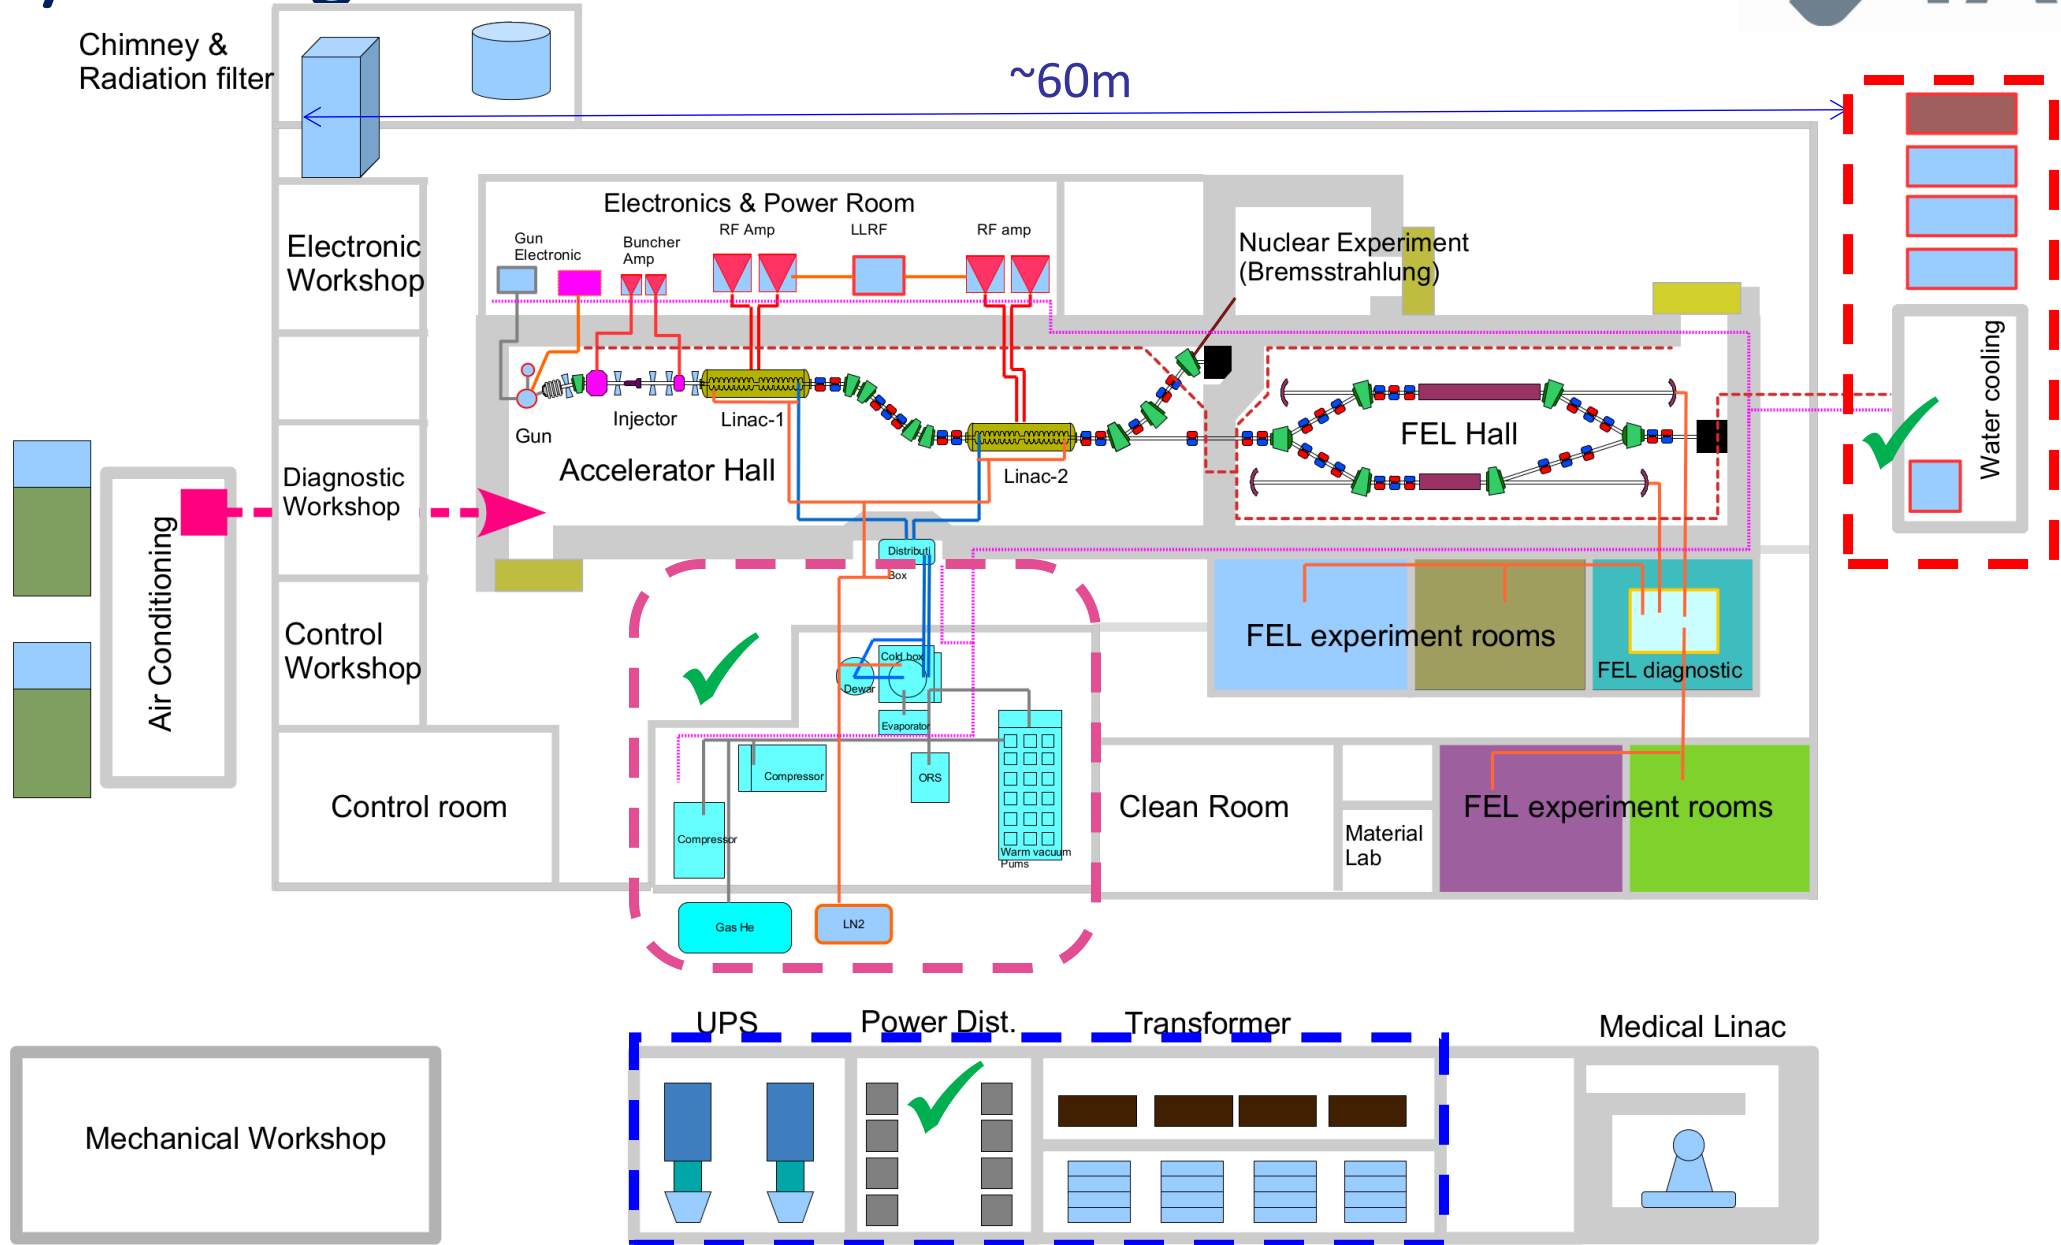 Chimney &
Radiation filter
~60m
Electronics & Power Room
RF Amp
LLRF
RF amp
Gun
Electronic
Buncher
Amp
Electronic
Workshop
Nuclear Experiment
(Bremsstrahlung)
Water cooling
Gun
Injector
Linac-1
Linac-2
FEL Hall
Accelerator Hall
Diagnostic
Workshop
Air Conditioning
Distributi
Box
Control
Workshop
Cold box
Dewar
Evaporator
FEL experiment rooms
FEL diagnostic
Compressor
ORS
Compressor
Warm vacuum
Pums
Control room
Clean Room
Material
Lab
FEL experiment rooms
Gas He
LN2
UPS
Power Dist.
Transformer
Medical Linac
Mechanical Workshop